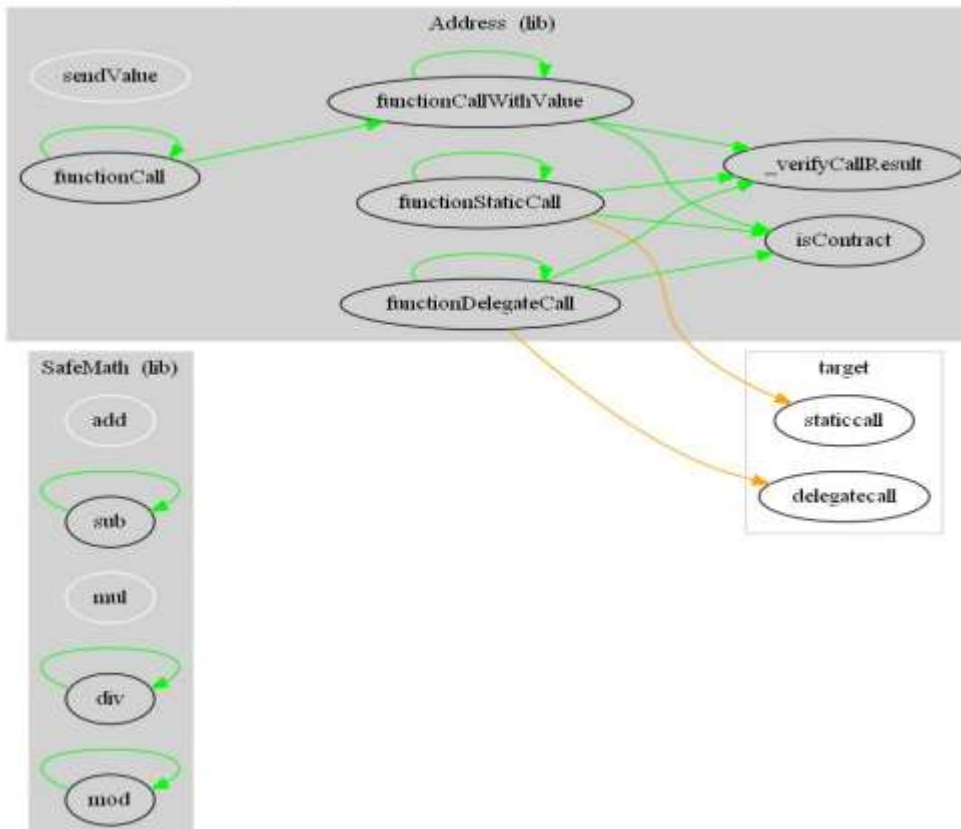 Address (lib)
sendValue
functionCallWithValue
functionCall
_verifyCallResult
functionStaticCall
isContract
functionDelegateCall
SafeMath (lib)
target
add
staticcall
delegatecall
sub
mul
div
mod